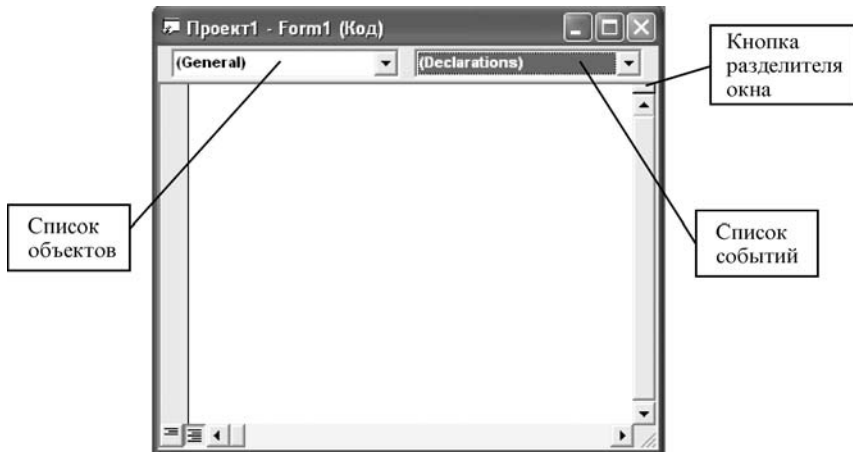 Проект1 - Form1 (Код)
(General)
(Declarations)
Кнопка
разделителя
окна
Список
объектов
Список
событий